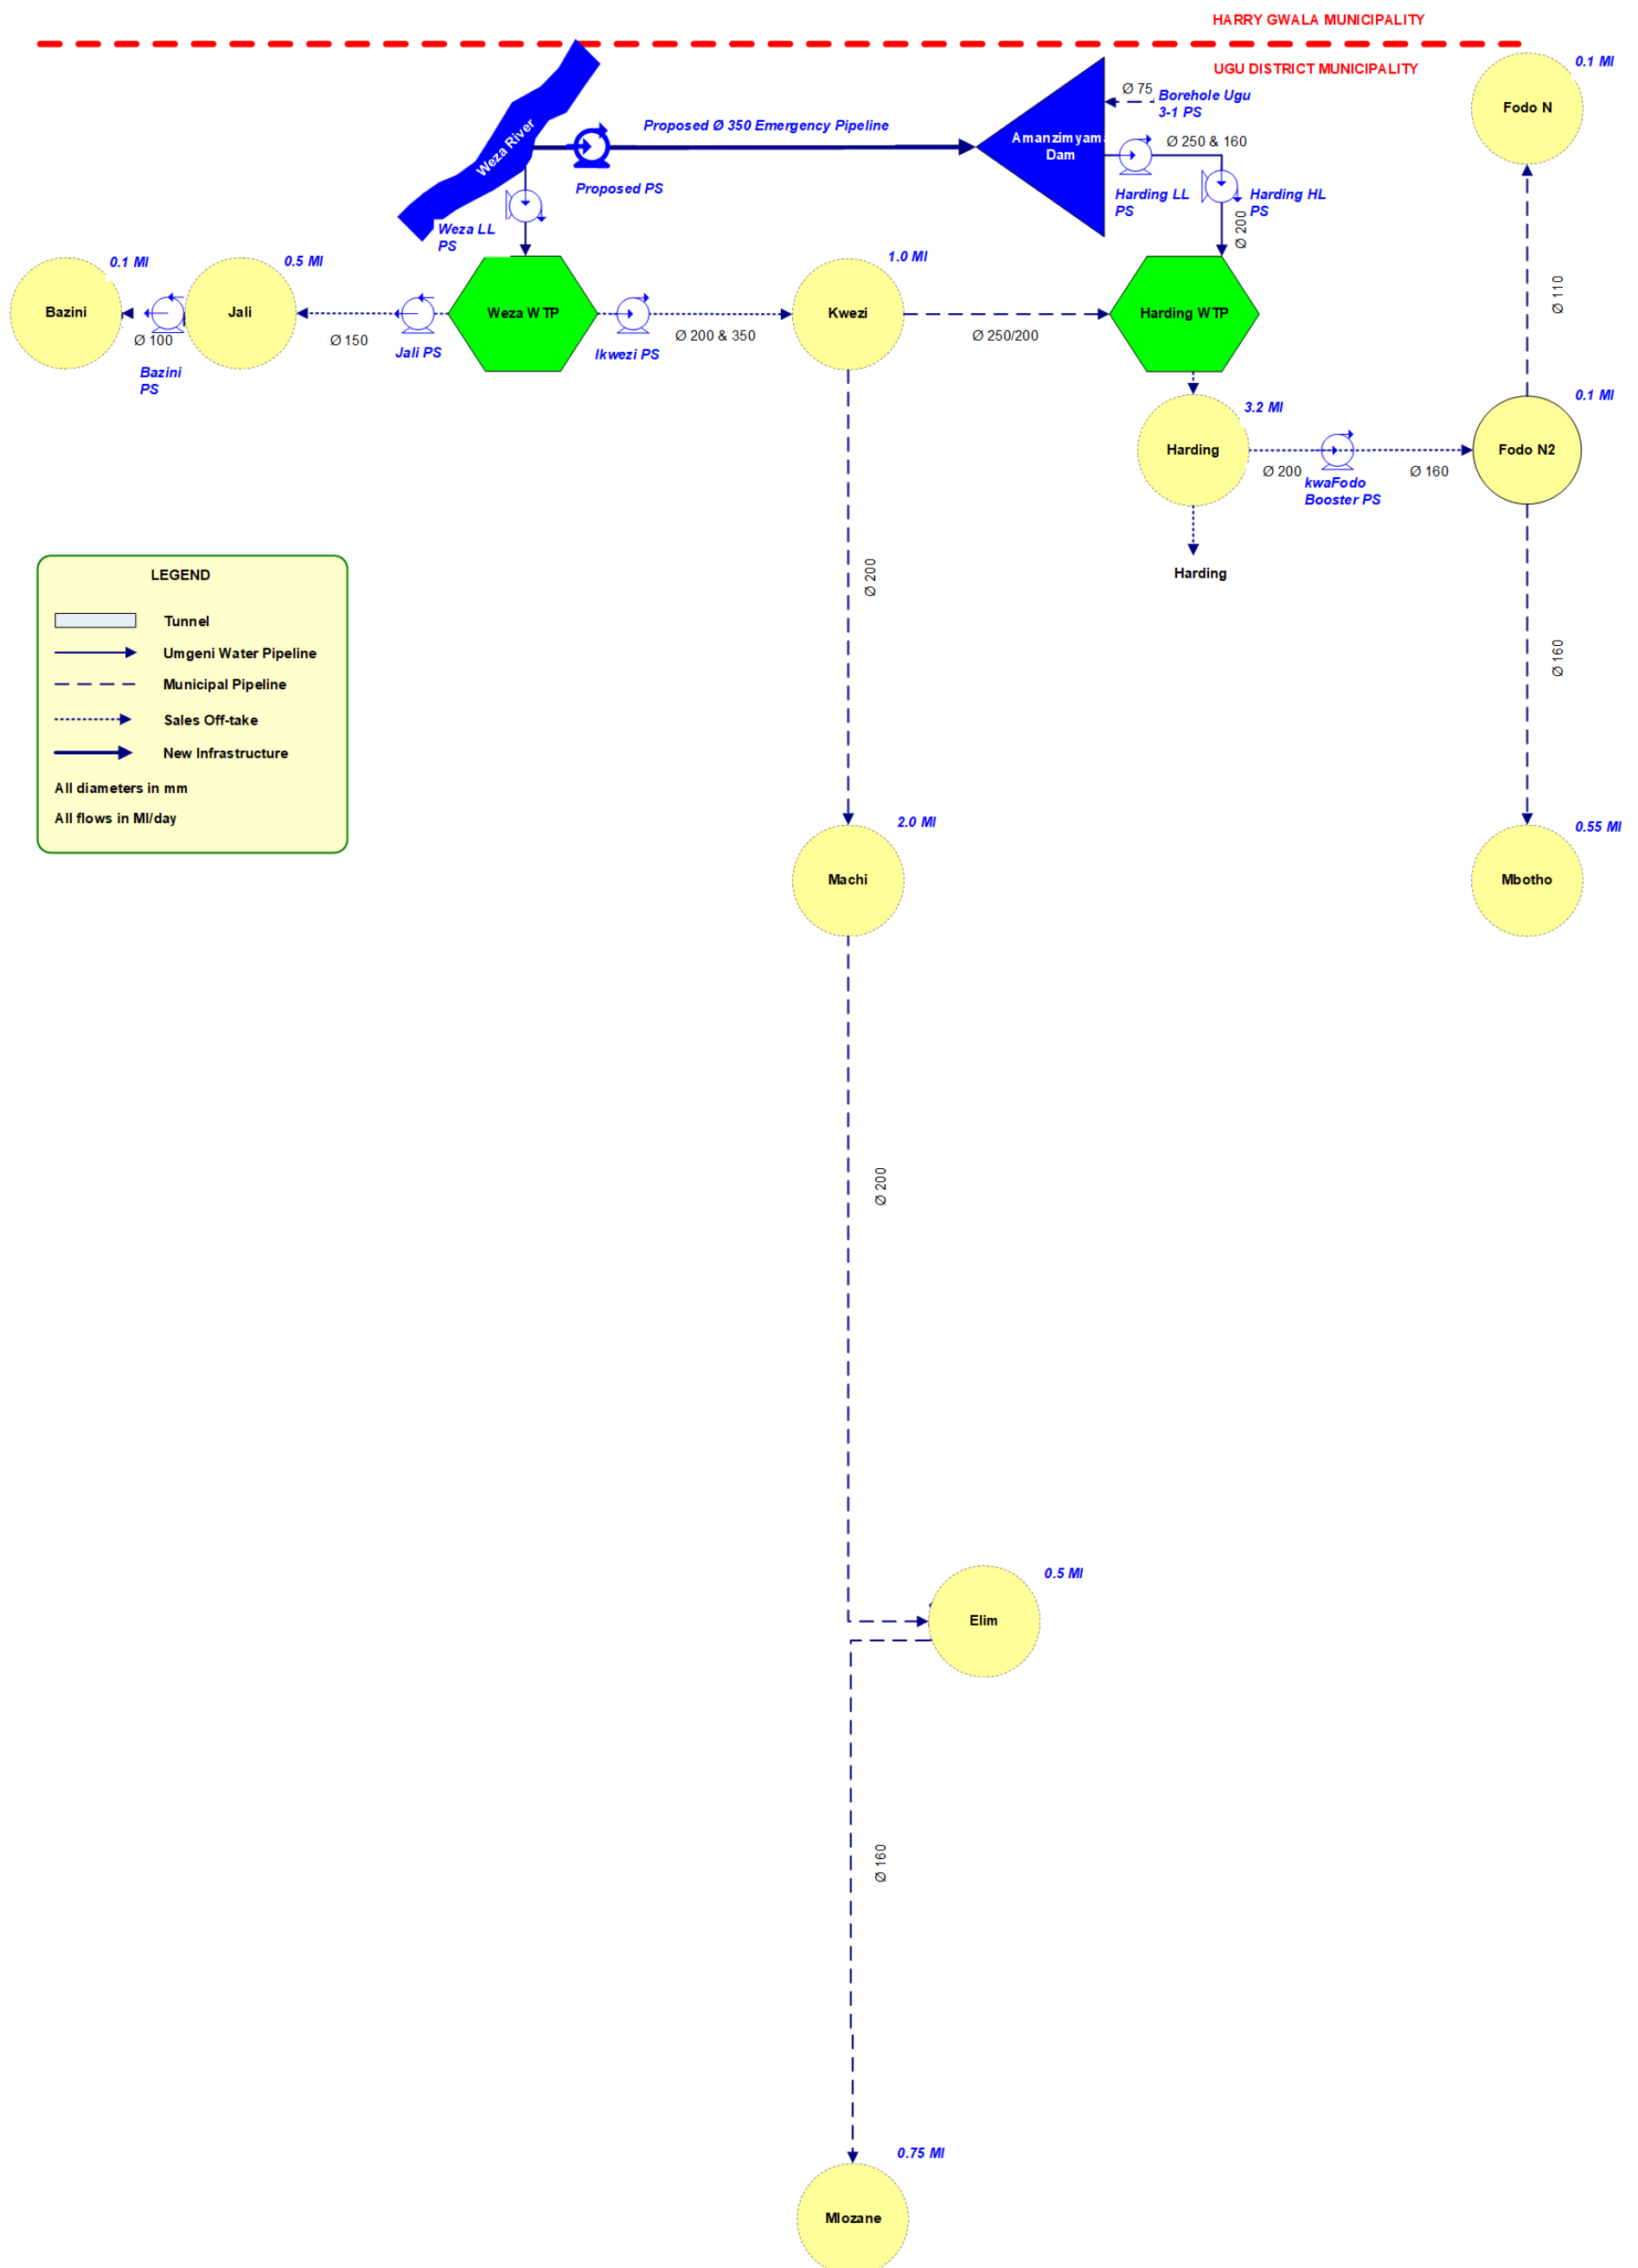 HARRY GWALA MUNICIPALITY
UGU DISTRICT MUNICIPALITY
0.1 Ml
Fodo N
Ø 75
Borehole Ugu
3-1 PS
Weza River
Proposed Ø 350 Emergency Pipeline
Amanzimyam
Dam
Ø 250 & 160
Proposed PS
Harding LL
PS
Harding HL
PS
Weza LL
PS
Ø 200
0.1 Ml
0.5 Ml
1.0 Ml
Bazini
Jali
Weza WTP
Kwezi
Harding WTP
Ø 110
Ø 100
Ø 150
Ø 200 & 350
Ø 250/200
Jali PS
Ikwezi PS
Bazini
PS
0.1 Ml
3.2 Ml
Harding
Fodo N2
Ø 200
Ø 160
kwaFodo
Booster PS
Harding
Ø 200
Ø 160
LEGEND
Tunnel
Umgeni Water Pipeline
Municipal Pipeline
Sales Off-take
New Infrastructure
All diameters in mm
All flows in Ml/day
2.0 Ml
0.55 Ml
Machi
Mbotho
Ø 200
0.5 Ml
Elim
Ø 160
0.75 Ml
Mlozane